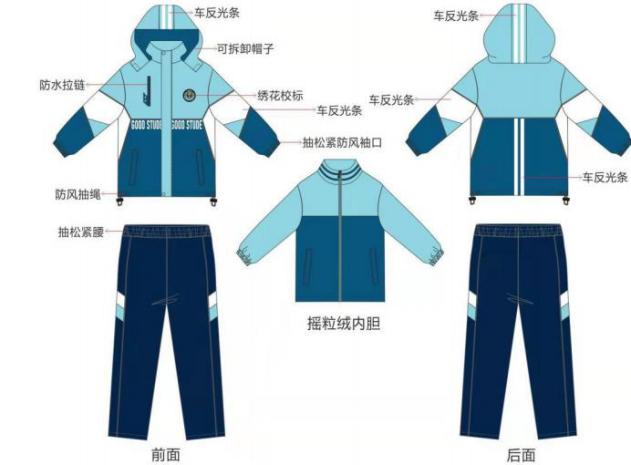 车反光条
可拆卸帽子
防水拉链
绣花校标
车反光条
GOOD STUDE GOOD STUDE
抽松紧防风袖口
防风抽绳
抽松紧腰
摇粒绒内胆
前面
车反光条
车反光条
车反光条
后面